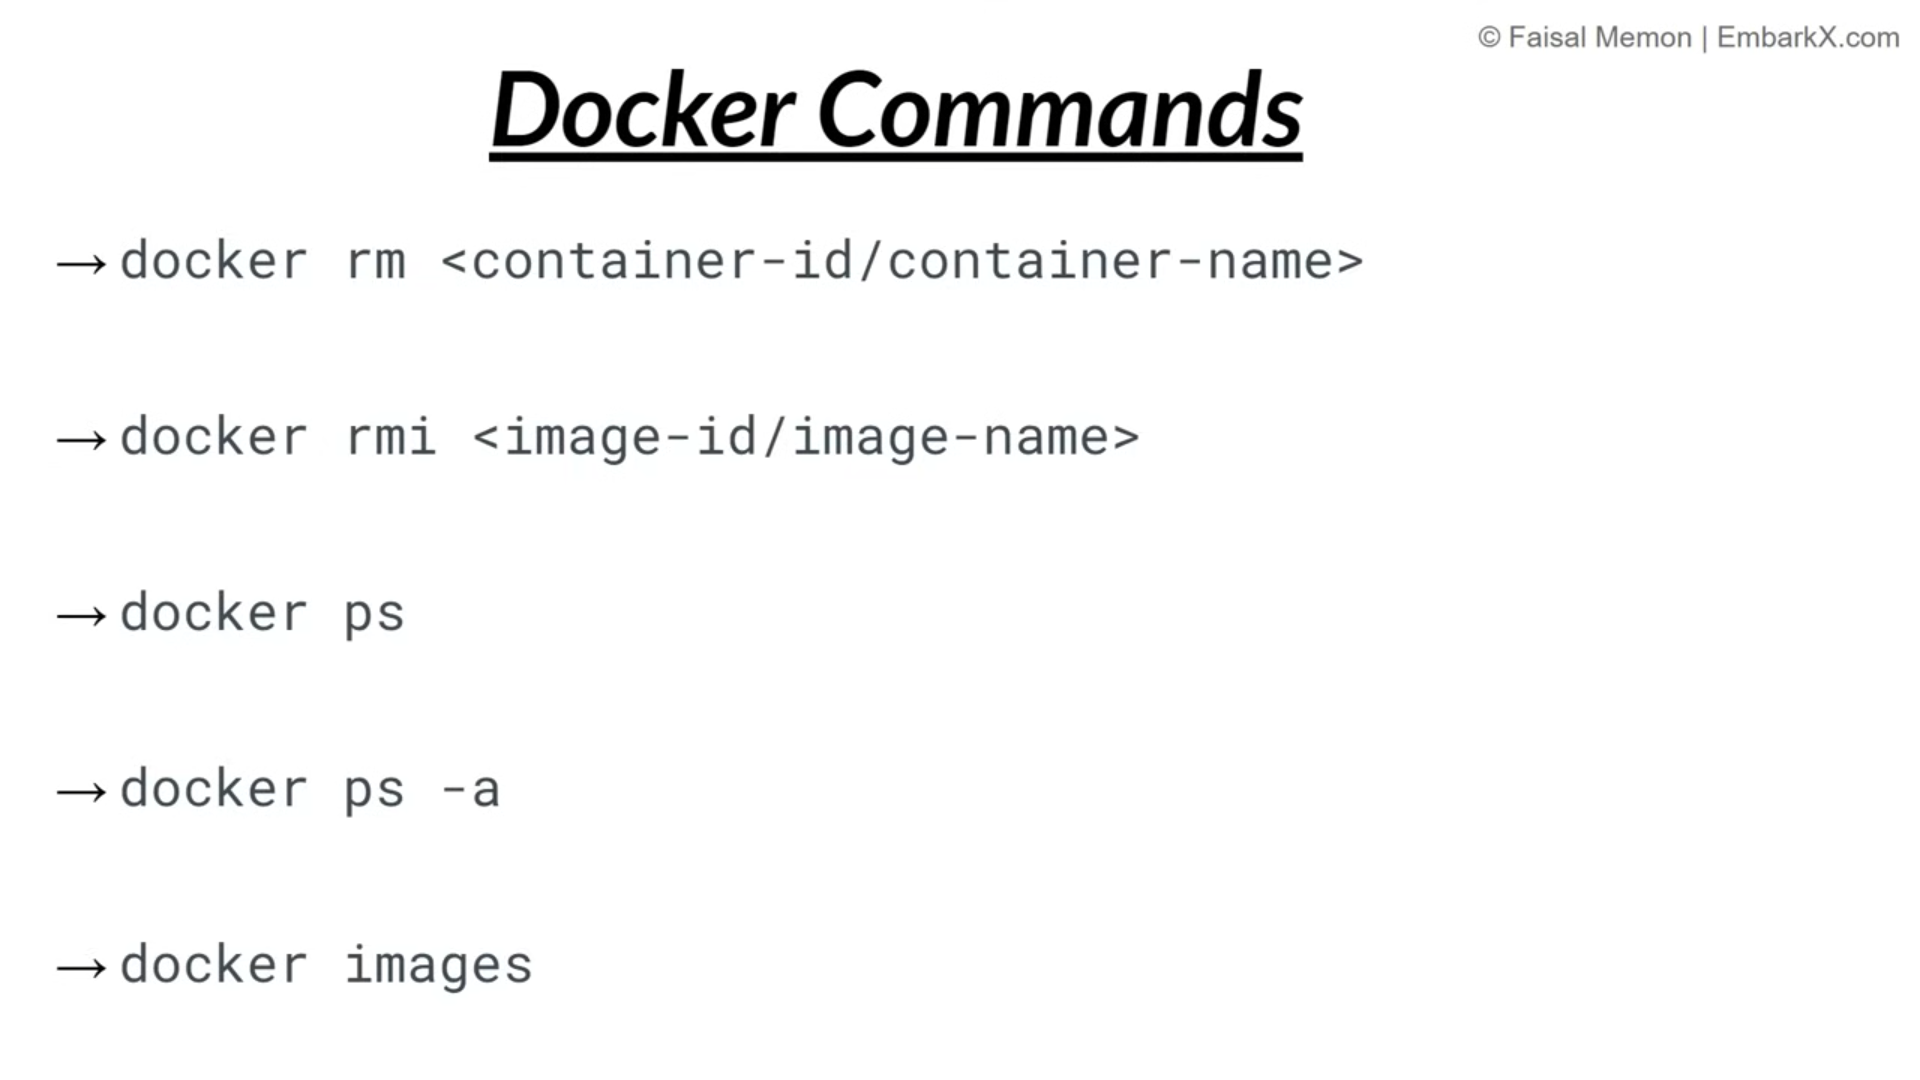 © Faisal Memon | EmbarkX.com
Docker Commands
→ docker rm <container-id/container-name>
→ docker rmi <image-id/image-name>
→ docker ps
→ docker ps -a
→ docker images